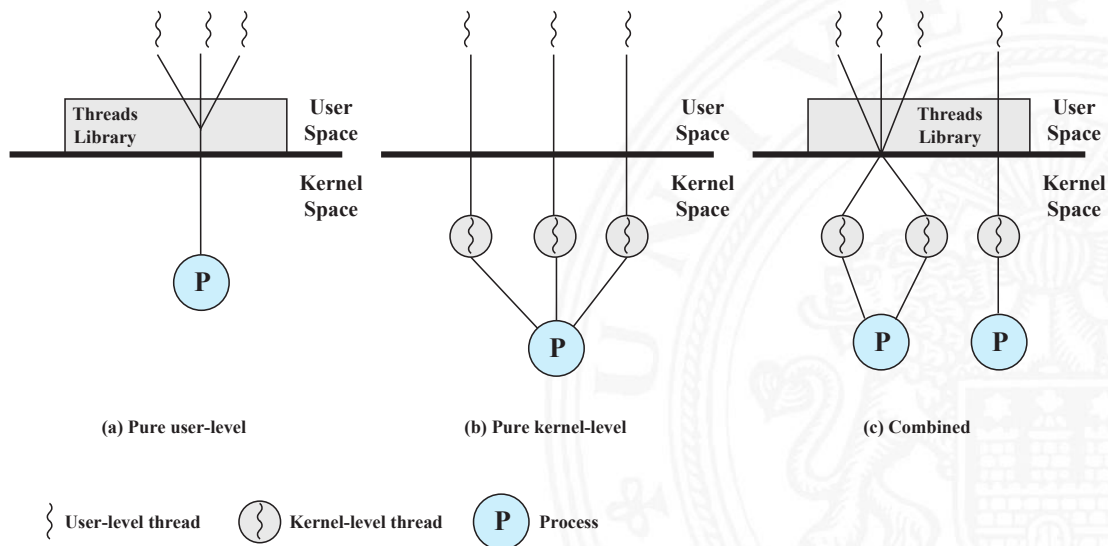 Threads
Library
User
Space
Kernel
Space
P
(a) Pure user-level
User
Space
Kernel
Space
P
(b) Pure kernel-level
Threads
Library
User
Space
Kernel
Space
P
P
(c) Combined
User-level thread
Kernel-level thread
P
Process